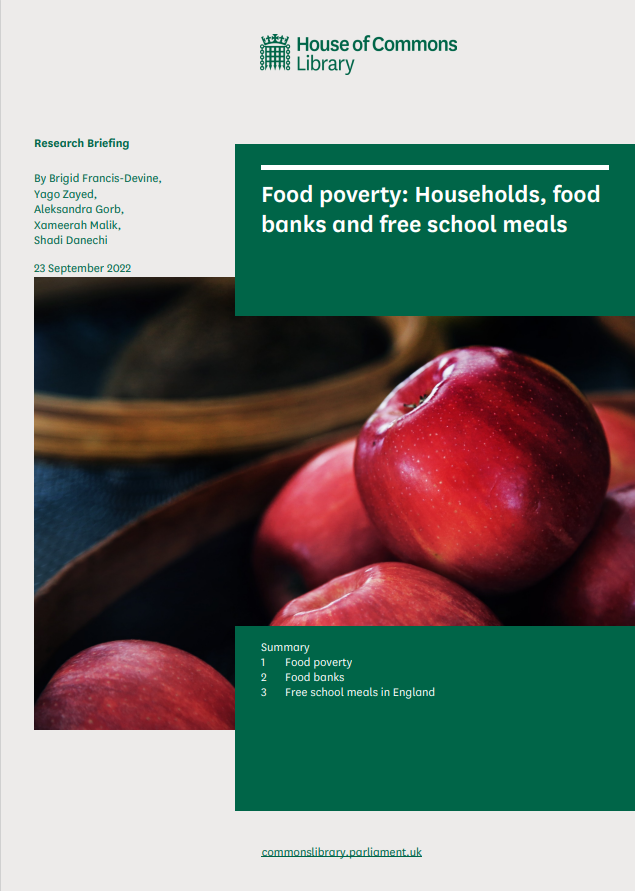 House of Commons
Library
Research Briefing
By Brigid Francis-Devine,
Yago Zayed,
Aleksandra Gorb,
Xameerah Malik,
Shadi Danechi
23 September 2022
Food poverty: Households, food
banks and free school meals
Summary
1 Food poverty
2 Food banks
3 Free school meals in England
commonslibrary.parliament.uk